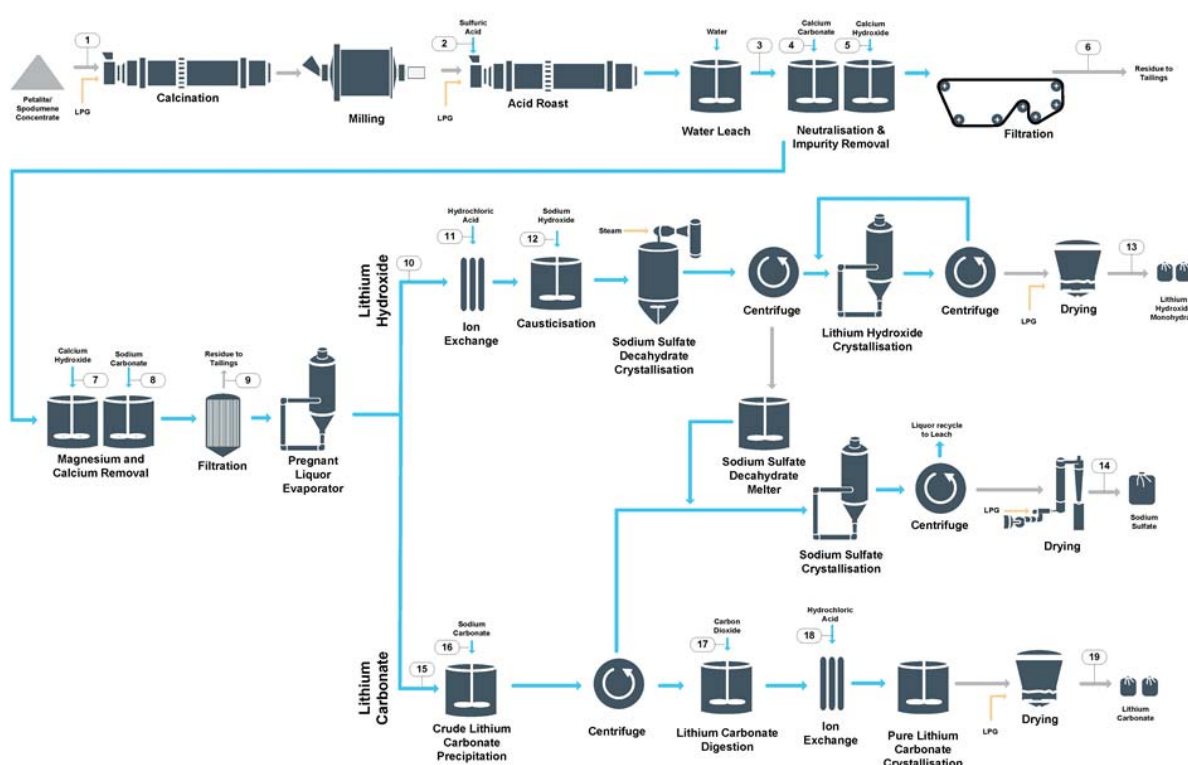 1
Petalite/
Spodumene
Concentrate
LPG
Calcination
Milling
2
Sulfuric
Acid
LPG
Acid Roast
Water
Water Leach
3
4
Calcium
Carbonate
5
Calcium
Hydroxide
Neutralisation &
Impurity Removal
Filtration
6
Residue to
Tailings
Calcium
Hydroxide
7
Sodium
Carbonate
8
Magnesium and
Calcium Removal
Residue to
Tailings
9
Filtration
Pregnant
Liquor
Evaporator
Lithium
Hydroxide
10
Hydrochloric
Acid
11
Ion
Exchange
Sodium
Hydroxide
12
Causticisation
Steam
Sodium Sulfate
Decahydrate
Crystallisation
Centrifuge
Lithium Hydroxide
Crystallisation
Centrifuge
LPG
Drying
13
Lithium
Hydroxide
Monohydra
Sodium Sulfate
Decahydrate
Melter
Sodium Sulfate
Crystallisation
Liquor recycle
to Leach
Centrifuge
LPG
Drying
14
Sodium
Sulfate
Lithium
Carbonate
15
Sodium
Carbonate
16
Crude Lithium
Carbonate
Precipitation
Centrifuge
Carbon
Dioxide
17
Lithium Carbonate
Digestion
Hydrochloric
Acid
18
Ion
Exchange
Pure Lithium
Carbonate
Crystallisation
LPG
Drying
19
Lithium
Carbonate